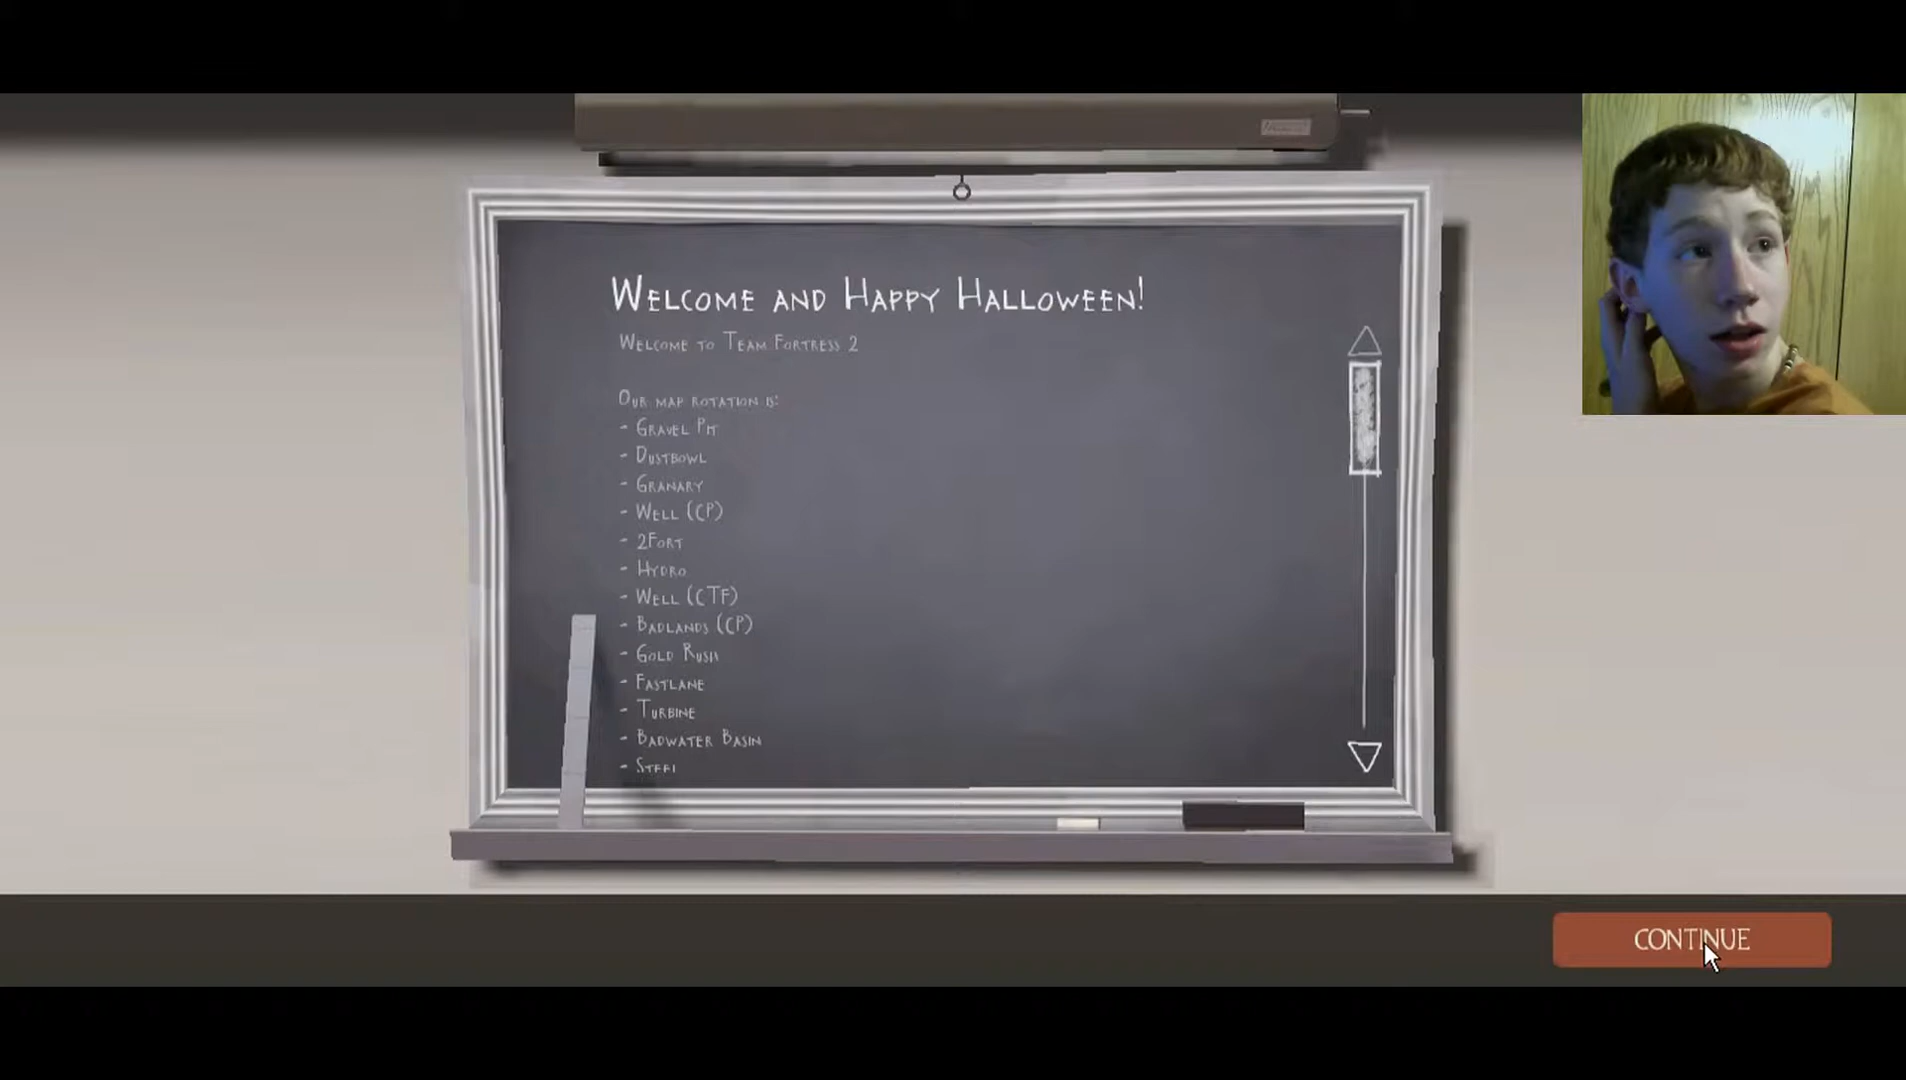 Welcome and Happy Halloween!
Welcome to Team Fortress 2
Our map rotation is:
- Gravel Pit
- Dustbowl
- Granary
- Well (CP)
- 2Fort
- Hydro
- Well (CTF)
- Badlands (CP)
- Gold Rush
- Fastlane
- Turbine
- Badwater Basin
- Steel
CONTINUE